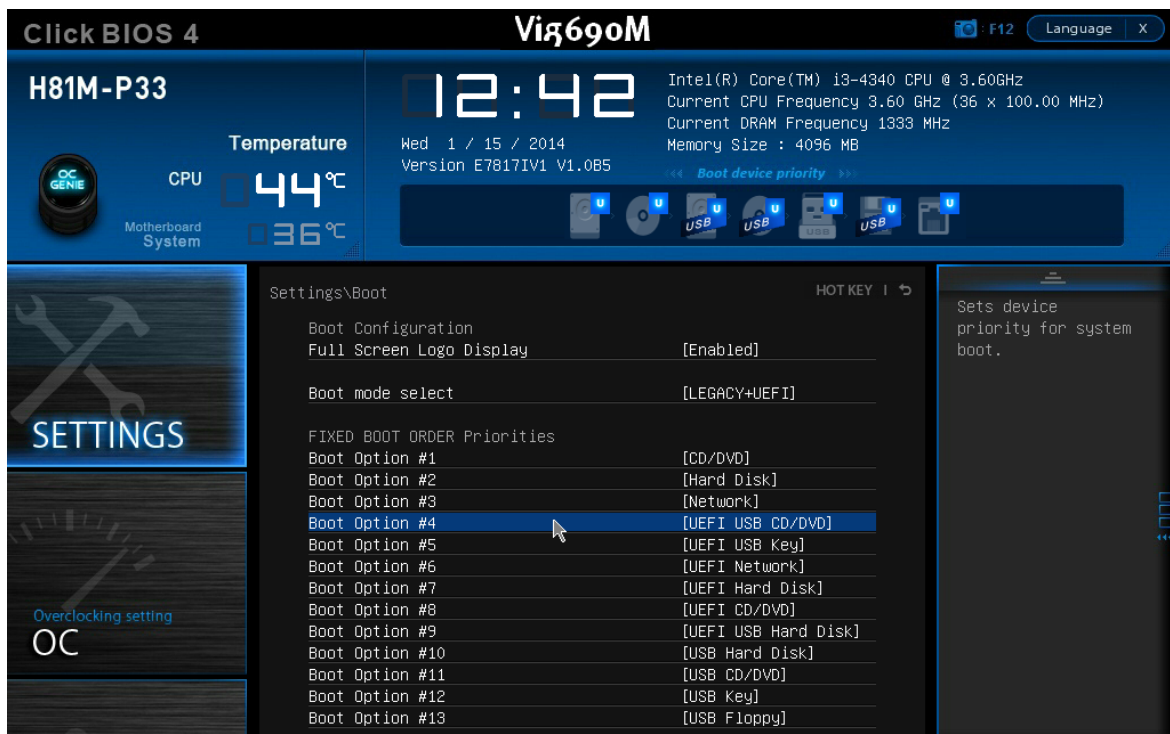 Click BIOS 4
Vig690M
: F12
Language
X
H81M-P33
12:42
Intel(R) Core(TM) i3-4340 CPU @ 3.60GHz
Current CPU Frequency 3.60 GHz (36 x 100.00 MHz)
Current DRAM Frequency 1333 MHz
Memory Size : 4096 MB
Wed 1 / 15 / 2014
Version E7817IV1 V1.0B5
Temperature
OC
GENIE
CPU
44°C
Motherboard
System
36°C
Boot device priority
U
U
USB U
USB U
USB U
USB U
U
SETTINGS
Overclocking setting
OC
Settings\Boot
HOT KEY
Boot Configuration
Full Screen Logo Display [Enabled]
Boot mode select [LEGACY+UEFI]
FIXED BOOT ORDER Priorities
Boot Option #1 [CD/DVD]
Boot Option #2 [Hard Disk]
Boot Option #3 [Network]
Boot Option #4 [UEFI USB CD/DVD]
Boot Option #5 [UEFI USB Key]
Boot Option #6 [UEFI Network]
Boot Option #7 [UEFI Hard Disk]
Boot Option #8 [UEFI CD/DVD]
Boot Option #9 [UEFI USB Hard Disk]
Boot Option #10 [USB Hard Disk]
Boot Option #11 [USB CD/DVD]
Boot Option #12 [USB Key]
Boot Option #13 [USB Floppy]
Sets device
priority for system
boot.